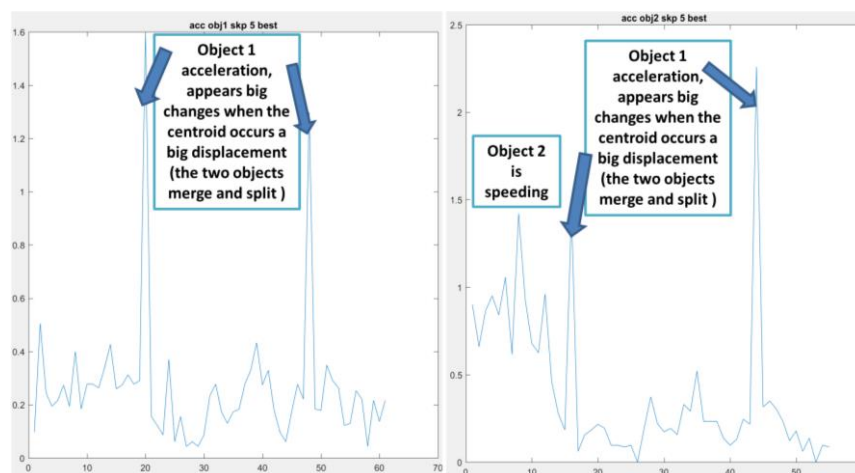 acc obj1 skp 5 best
1.6
1.4
1.2
1
0.8
0.6
0.4
0.2
0
0
10
20
30
40
50
60
70
Object 1
acceleration,
appears big
changes when the
centroid occurs a
big displacement
(the two objects
merge and split )
acc obj2 skp 5 best
2.5
2
1.5
1
0.5
0
0
10
20
30
40
50
60
Object 2
is
speeding
Object 1
acceleration,
appears big
changes when the
centroid occurs a
big displacement
(the two objects
merge and split )